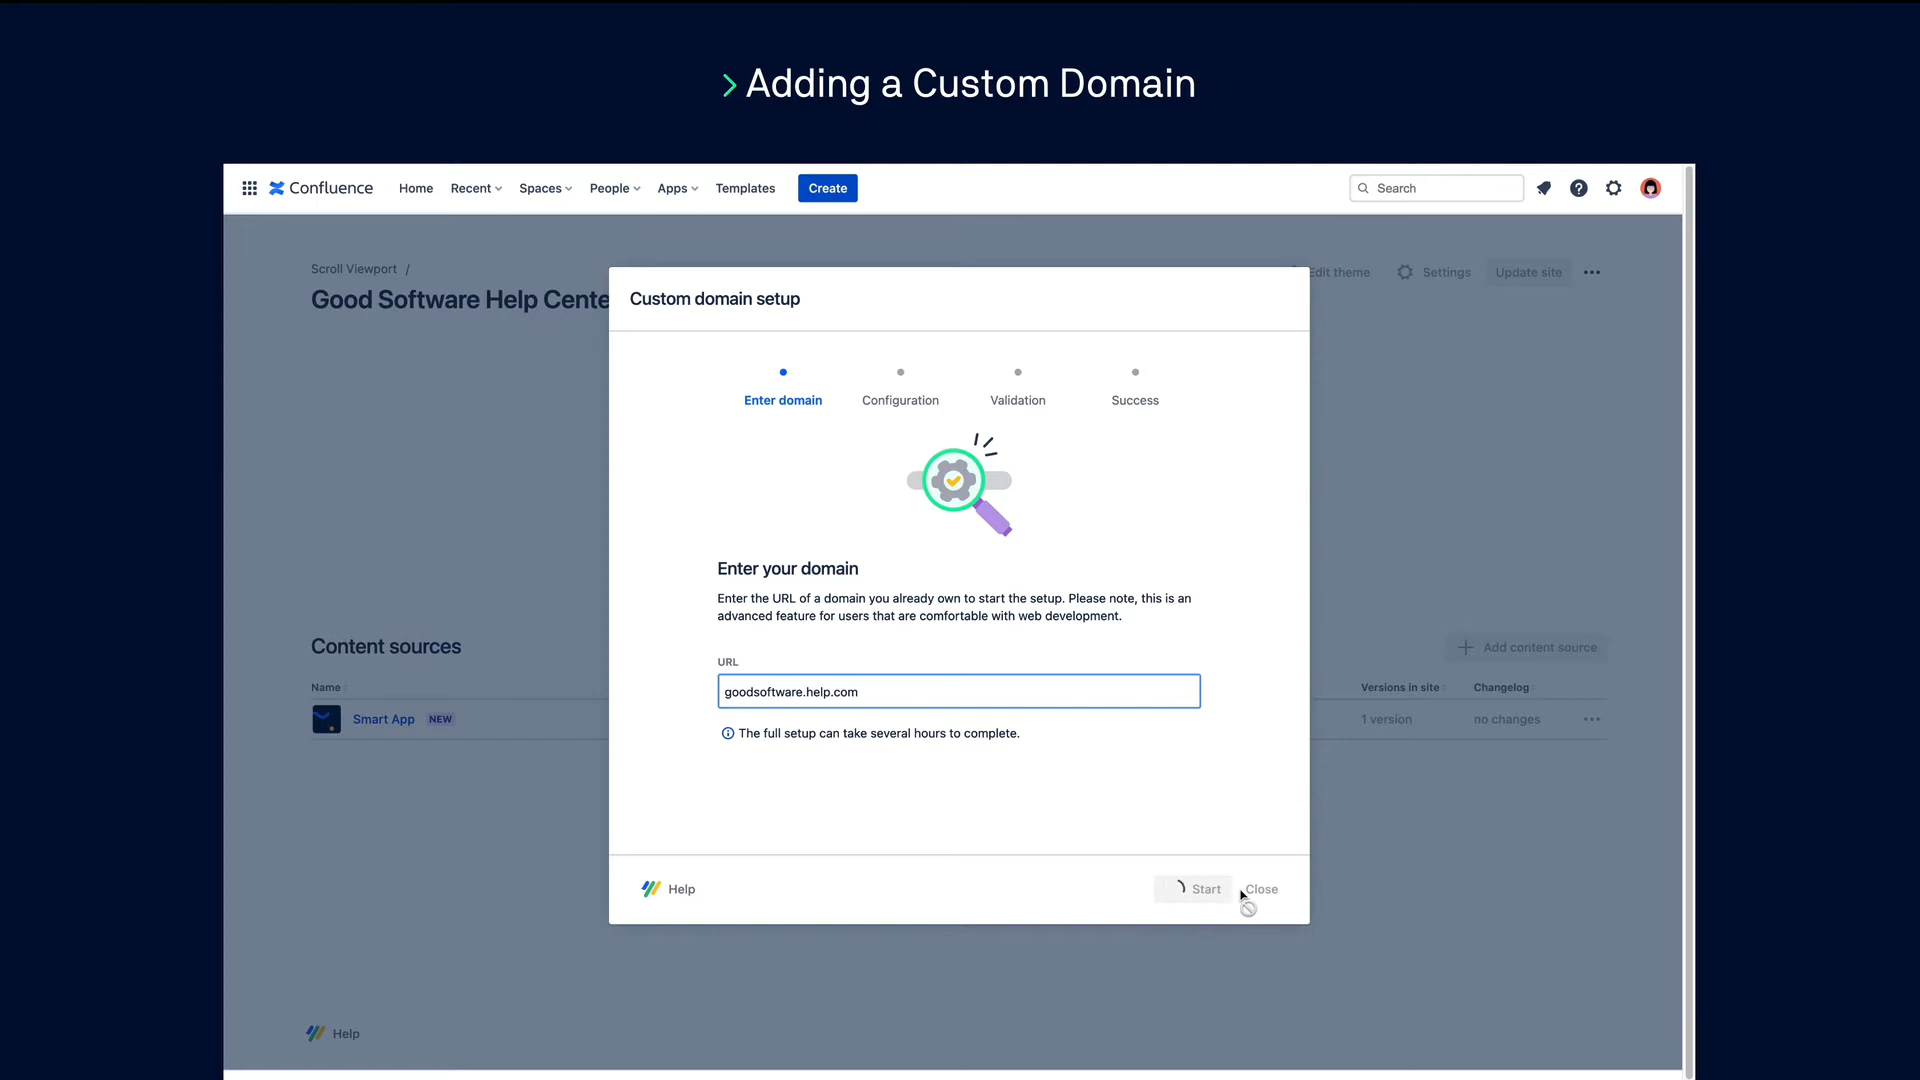 Adding a Custom Domain
Confluence
Home
Recent
Spaces
People
Apps
Templates
Create
Search
Scroll Viewport /
Good Software Help Cente
Edit theme
Settings
Update site
Custom domain setup
Enter domain
Configuration
Validation
Success
Enter your domain
Enter the URL of a domain you already own to start the setup. Please note, this is an
advanced feature for users that are comfortable with web development.
URL
goodsoftware.help.com
The full setup can take several hours to complete.
Content sources
Add content source
Name
Versions in site
Changelog
Smart App
NEW
1 version
no changes
Help
Start
Close
Help